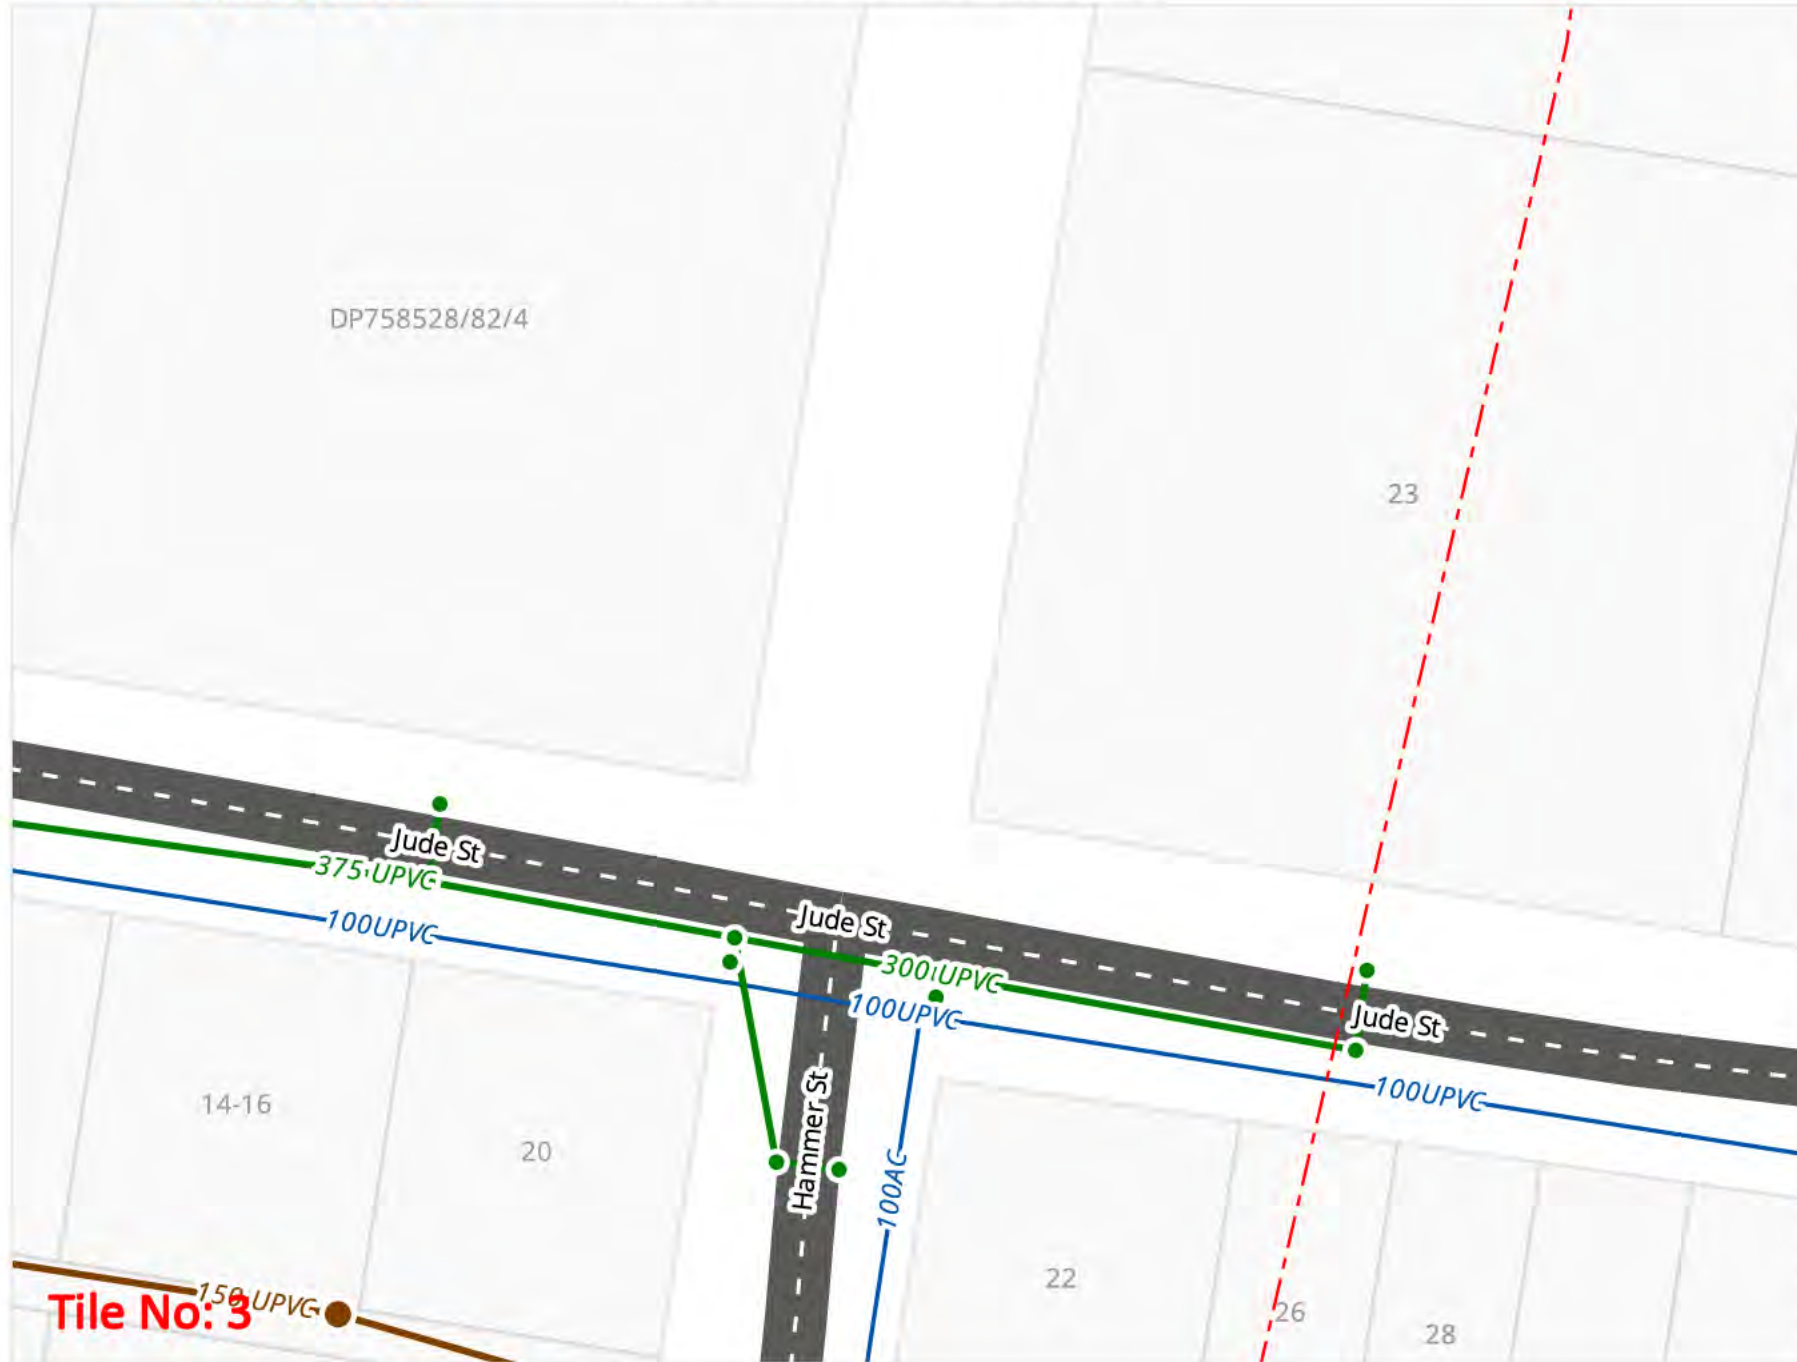 DP758528/82/4
23
Jude St
375 UPVC
Jude St
100UPVC
300 UPVC
100UPVC
Jude St
100UPVC
14-16
20
Hammer St
100AC
22
26
28
150 UPVC
Tile No: 3